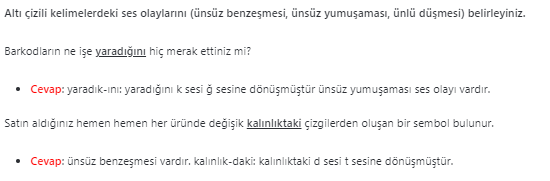 Altı çizili kelimelerdeki ses olaylarını (ünsüz benzeşmesi, ünsüz yumuşaması, ünlü düşmesi) belirleyiniz.
Barkodların ne işe yaradığını hiç merak ettiniz mi?
• Cevap: yaradık-ını: yaradığını k sesi ğ sesine dönüşmüştür ünsüz yumuşaması ses olayı vardır.
Satın aldığınız hemen hemen her üründe değişik kalınlıktaki çizgilerden oluşan bir sembol bulunur.
• Cevap: ünsüz benzeşmesi vardır. kalınlık-daki: kalınlıktaki d sesi t sesine dönüşmüştür.